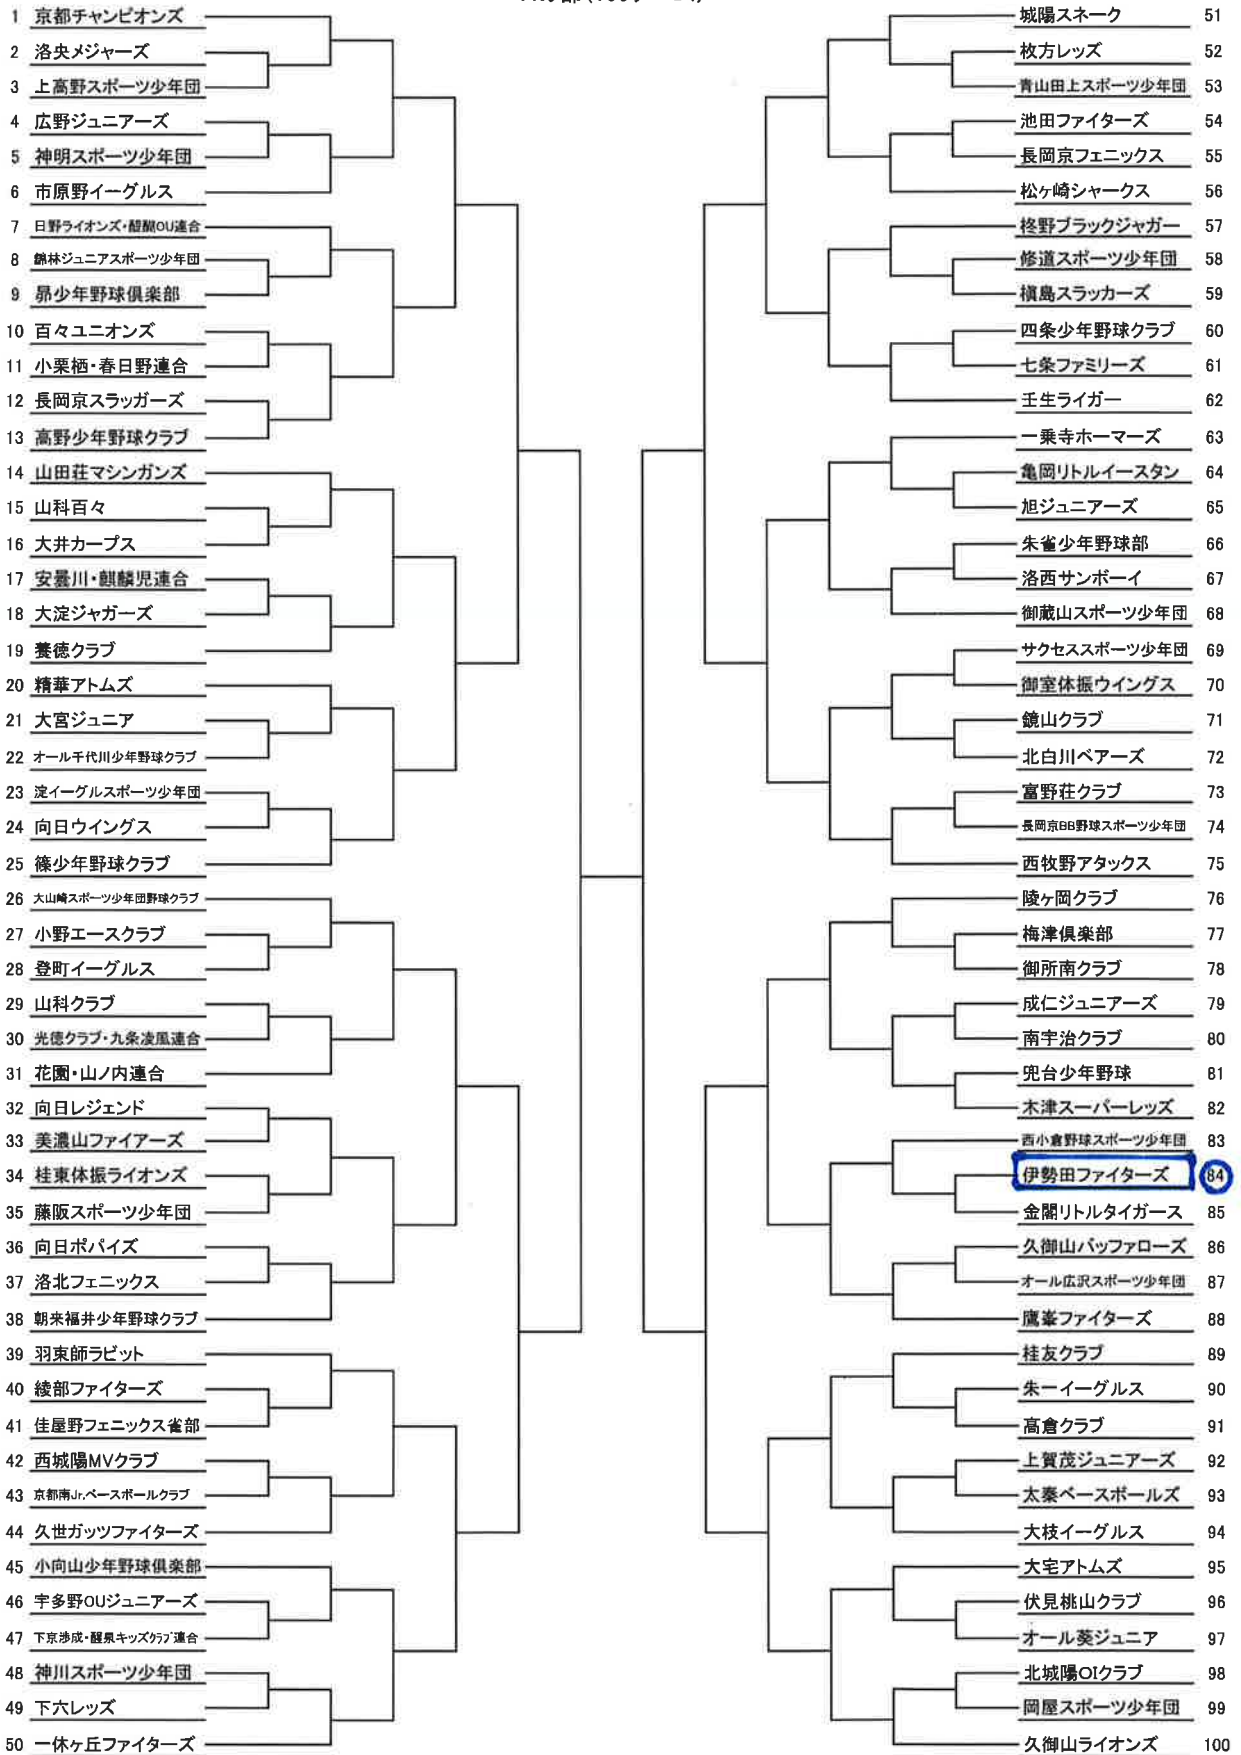 1 京都チャンピオンズ
2 洛央メジャーズ
3 上高野スポーツ少年団
4 広野ジュニアーズ
5 神明スポーツ少年団
6 市原野イーグルス
7 日野ライオンズ・醍醐OU連合
8 錦林ジュニアスポーツ少年団
9 昴少年野球倶楽部
10 百々ユニオンズ
11 小栗栖・春日野連合
12 長岡京スラッガーズ
13 高野少年野球クラブ
14 山田荘マシンガンズ
15 山科百々
16 大井カープス
17 安曇川・麒麟児連合
18 大淀ジャガーズ
19 養徳クラブ
20 精華アトムズ
21 大宮ジュニア
22 オール千代川少年野球クラブ
23 淀イーグルスポーツ少年団
24 向日ウイングス
25 篠少年野球クラブ
26 大山崎スポーツ少年団野球クラブ
27 小野エースクラブ
28 登町イーグルス
29 山科クラブ
30 光徳クラブ・九条凌風連合
31 花園・山ノ内連合
32 向日レジェンド
33 美濃山ファイアーズ
34 桂東体振ライオンズ
35 藤阪スポーツ少年団
36 向日ポパイズ
37 洛北フェニックス
38 朝来福井少年野球クラブ
39 羽束師ラビット
40 綾部ファイターズ
41 佳屋野フェニックス雀部
42 西城陽MVクラブ
43 京都南Jr.ベースボールクラブ
44 久世ガッツファイターズ
45 小向山少年野球倶楽部
46 宇多野OUジュニアーズ
47 下京渉成・醒泉キッズクラブ連合
48 神川スポーツ少年団
49 下六レッズ
50 一休ヶ丘ファイターズ
城陽スネーク 51
枚方レッズ 52
青山田上スポーツ少年団 53
池田ファイターズ 54
長岡京フェニックス 55
松ヶ崎シャークス 56
柊野ブラックジャガー 57
修道スポーツ少年団 58
槇島スラッカーズ 59
四条少年野球クラブ 60
七条ファミリーズ 61
壬生ライガー 62
一乗寺ホーマーズ 63
亀岡リトルイースタン 64
旭ジュニアーズ 65
朱雀少年野球部 66
洛西サンボーイ 67
御蔵山スポーツ少年団 68
サクセススポーツ少年団 69
御室体振ウイングス 70
鏡山クラブ 71
北白川ベアーズ 72
富野荘クラブ 73
長岡京BB野球スポーツ少年団 74
西牧野アタックス 75
陵ヶ岡クラブ 76
梅津倶楽部 77
御所南クラブ 78
成仁ジュニアーズ 79
南宇治クラブ 80
兜台少年野球 81
木津スーパーレッズ 82
西小倉野球スポーツ少年団 83
伊勢田ファイターズ 84
金閣リトルタイガース 85
久御山バッファローズ 86
オール広沢スポーツ少年団 87
鷹峯ファイターズ 88
桂友クラブ 89
朱一イーグルス 90
高倉クラブ 91
上賀茂ジュニアーズ 92
太秦ベースボールズ 93
大枝イーグルス 94
大宅アトムズ 95
伏見桃山クラブ 96
オール葵ジュニア 97
北城陽OIクラブ 98
岡屋スポーツ少年団 99
久御山ライオンズ 100